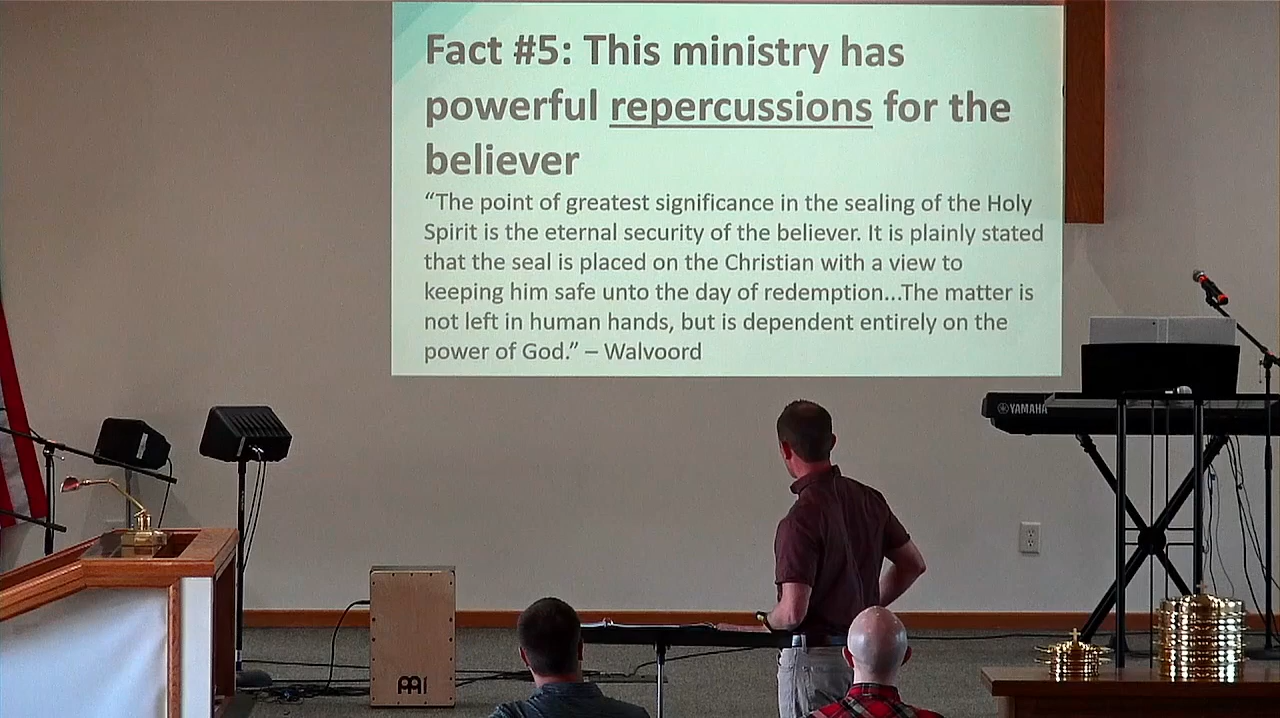 Fact #5: This ministry has
powerful repercussions for the
believer
“The point of greatest significance in the sealing of the Holy
Spirit is the eternal security of the believer. It is plainly stated
that the seal is placed on the Christian with a view to
keeping him safe unto the day of redemption...The matter is
not left in human hands, but is dependent entirely on the
power of God.” – Walvoord
YAMAHA